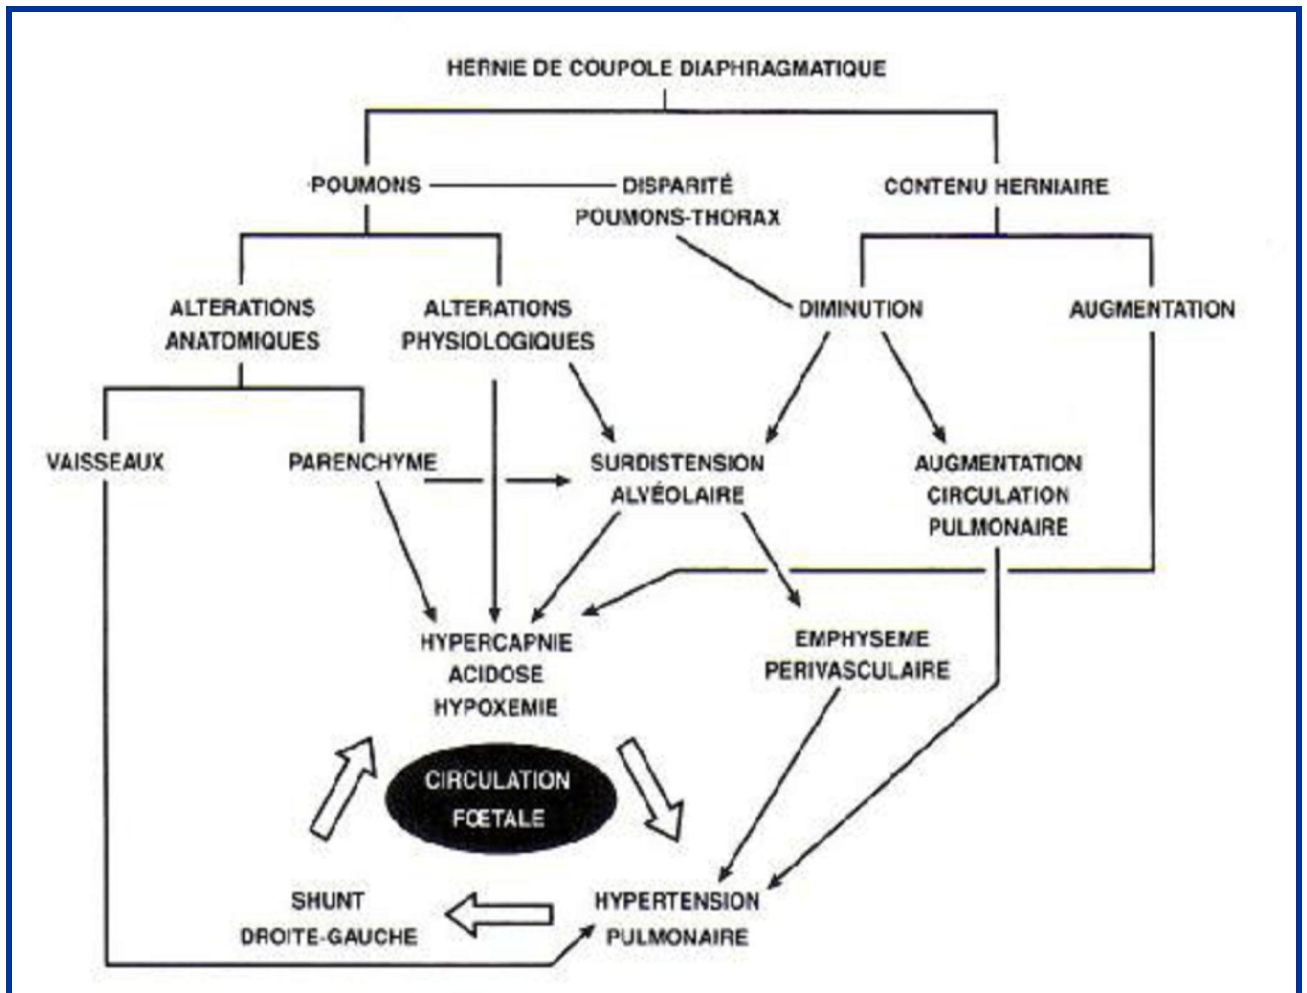 HERNIE DE COUPOLE DIAPHRAGMATIQUE
POUMONS
DISPARITÉ
POUMONS-THORAX
CONTENU HERNIAIRE
ALTERATIONS
ANATOMIQUES
ALTERATIONS
PHYSIOLOGIQUES
DIMINUTION
AUGMENTATION
VAISSEAUX
PARENCHYME
SURDISTENSION
ALVÉOLAIRE
AUGMENTATION
CIRCULATION
PULMONAIRE
HYPERCAPNIE
ACIDOSE
HYPOXEMIE
EMPHYSEME
PERIVASCULAIRE
CIRCULATION
FŒTALE
SHUNT
DROITE-GAUCHE
HYPERTENSION
PULMONAIRE